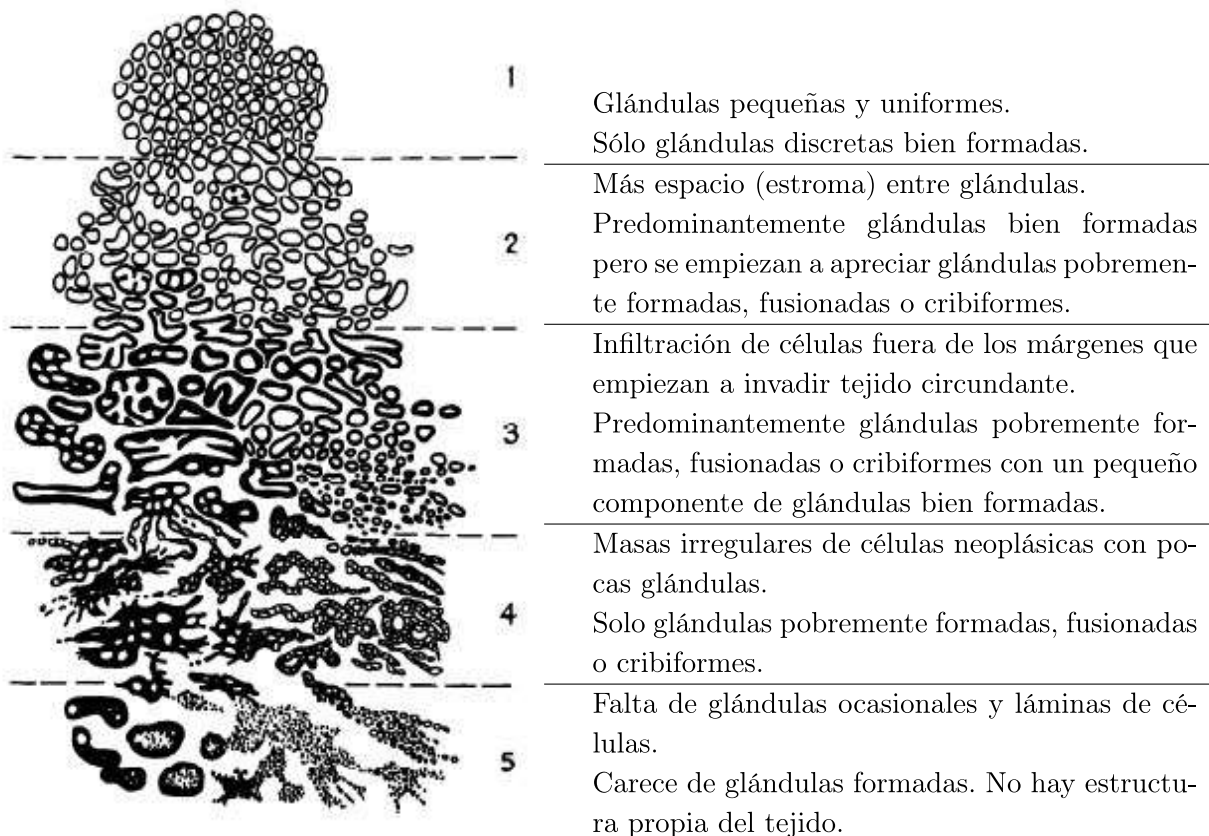 1
Glándulas pequeñas y uniformes.
Sólo glándulas discretas bien formadas.
2
Más espacio (estroma) entre glándulas.
Predominantemente glándulas bien formadas
pero se empiezan a apreciar glándulas pobremen-
te formadas, fusionadas o cribiformes.
3
Infiltración de células fuera de los márgenes que
empiezan a invadir tejido circundante.
Predominantemente glándulas pobremente for-
madas, fusionadas o cribiformes con un pequeño
componente de glándulas bien formadas.
4
Masas irregulares de células neoplásicas con po-
cas glándulas.
Solo glándulas pobremente formadas, fusionadas
o cribiformes.
5
Falta de glándulas ocasionales y láminas de cé-
lulas.
Carece de glándulas formadas. No hay estructu-
ra propia del tejido.